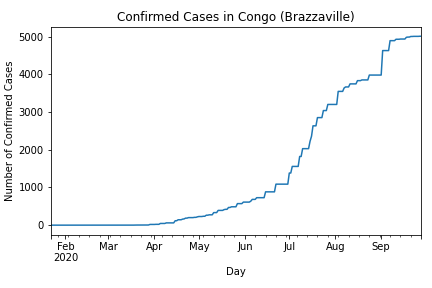 Confirmed Cases in Congo (Brazzaville)
5000
4000
3000
2000
1000
0
Number of Confirmed Cases
Feb Mar Apr May Jun Jul Aug Sep
2020
Day